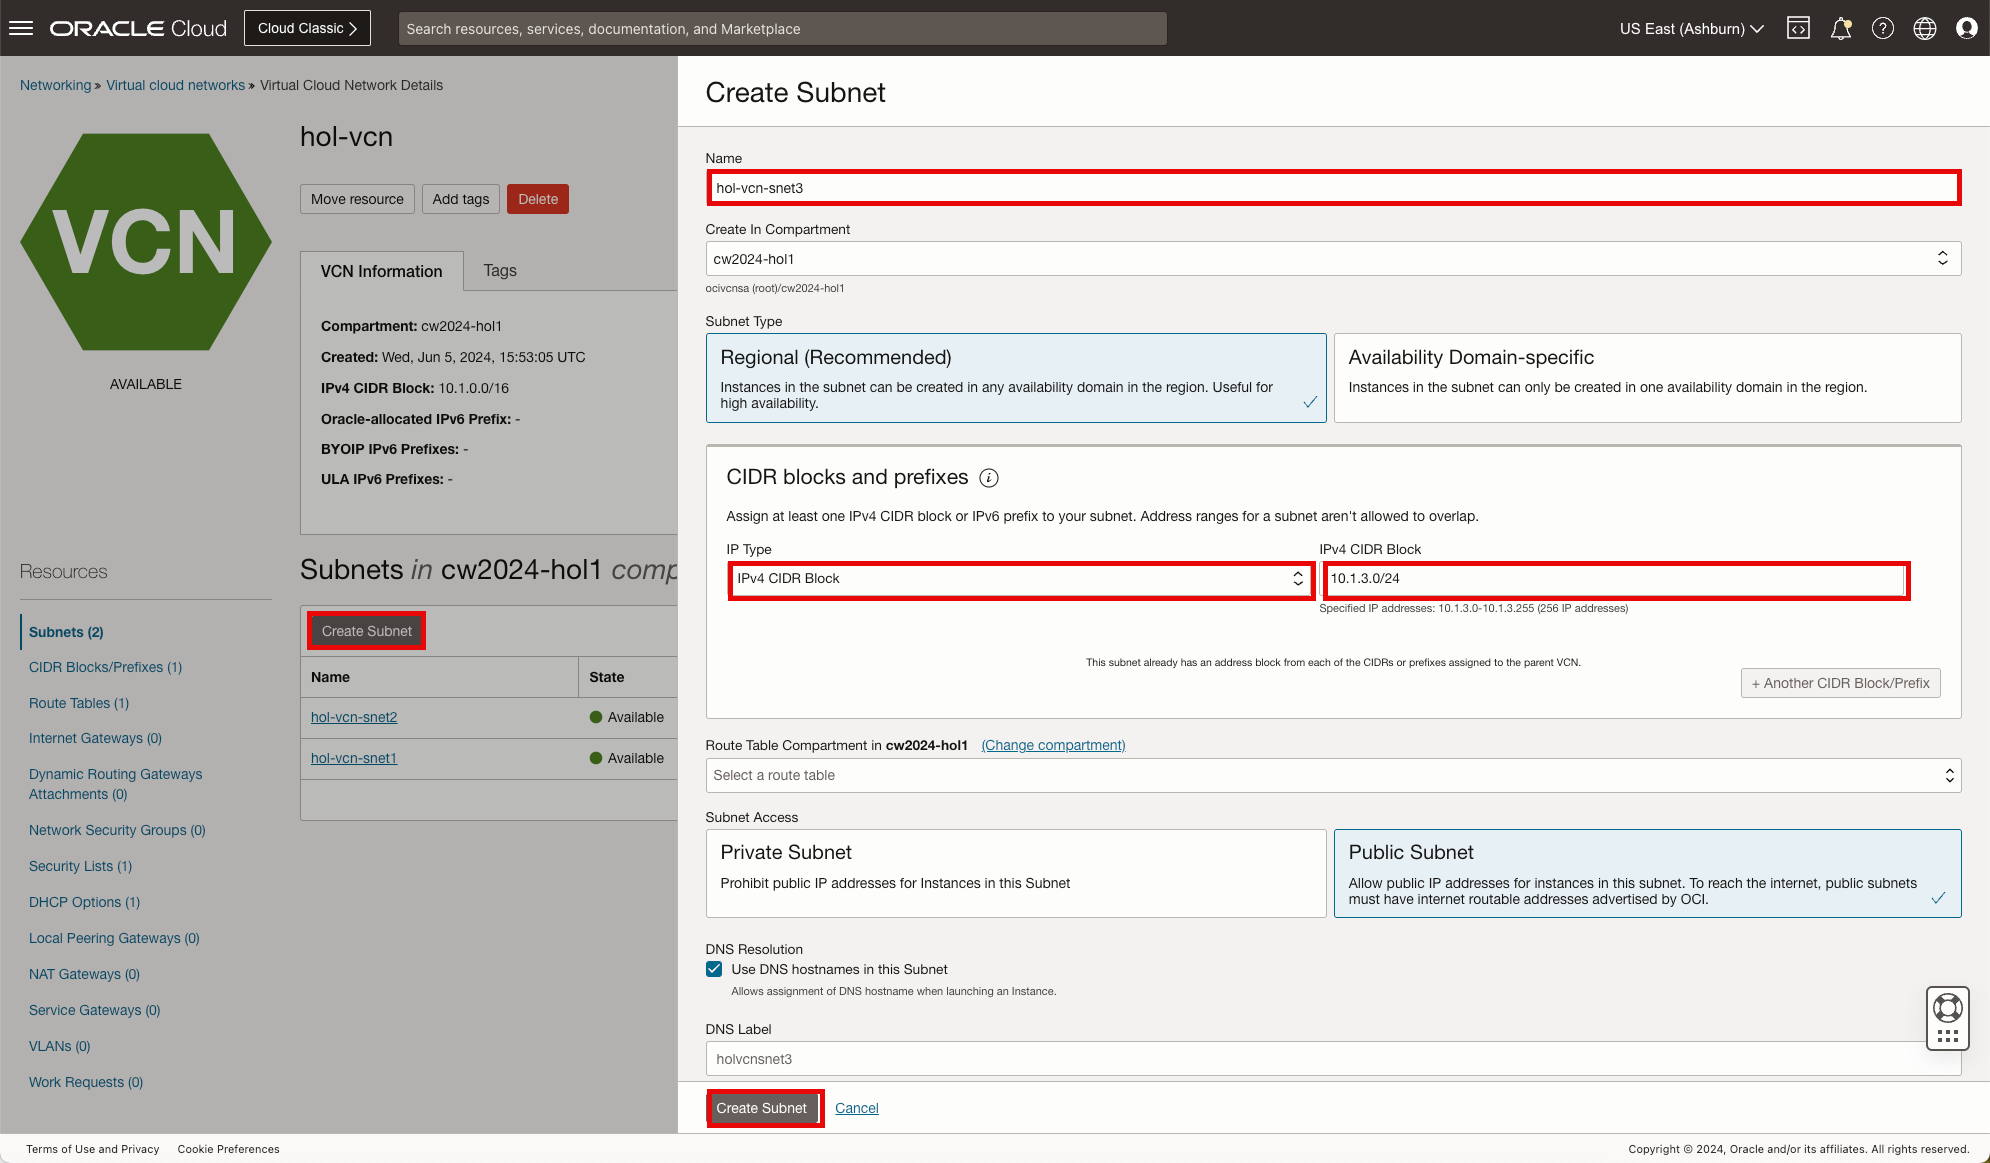 ORACLE Cloud
Cloud Classic
Search resources, services, documentation, and Marketplace
US East (Ashburn)
Networking » Virtual cloud networks » Virtual Cloud Network Details
VCN
AVAILABLE
hol-vcn
Move resource
Add tags
Delete
VCN Information
Tags
Compartment: cw2024-hol1
Created: Wed, Jun 5, 2024, 15:53:05 UTC
IPv4 CIDR Block: 10.1.0.0/16
Oracle-allocated IPv6 Prefix: -
BYOIP IPv6 Prefixes: -
ULA IPv6 Prefixes: -
Resources
Subnets (2)
CIDR Blocks/Prefixes (1)
Route Tables (1)
Internet Gateways (0)
Dynamic Routing Gateways
Attachments (0)
Network Security Groups (0)
Security Lists (1)
DHCP Options (1)
Local Peering Gateways (0)
NAT Gateways (0)
Service Gateways (0)
VLANs (0)
Work Requests (0)
Subnets in cw2024-hol1 comp
Create Subnet
Name
State
hol-vcn-snet2
Available
hol-vcn-snet1
Available
Create Subnet
Name
hol-vcn-snet3
Create In Compartment
cw2024-hol1
ocivcnsa (root)/cw2024-hol1
Subnet Type
Regional (Recommended)
Instances in the subnet can be created in any availability domain in the region. Useful for
high availability.
Availability Domain-specific
Instances in the subnet can only be created in one availability domain in the region.
CIDR blocks and prefixes
Assign at least one IPv4 CIDR block or IPv6 prefix to your subnet. Address ranges for a subnet aren't allowed to overlap.
IP Type
IPv4 CIDR Block
IPv4 CIDR Block
10.1.3.0/24
Specified IP addresses: 10.1.3.0-10.1.3.255 (256 IP addresses)
This subnet already has an address block from each of the CIDRs or prefixes assigned to the parent VCN.
+ Another CIDR Block/Prefix
Route Table Compartment in cw2024-hol1 (Change compartment)
Select a route table
Subnet Access
Private Subnet
Prohibit public IP addresses for Instances in this Subnet
Public Subnet
Allow public IP addresses for instances in this subnet. To reach the internet, public subnets
must have internet routable addresses advertised by OCI.
DNS Resolution
Use DNS hostnames in this Subnet
Allows assignment of DNS hostname when launching an Instance.
DNS Label
holvcnsnet3
Create Subnet
Cancel
Terms of Use and Privacy
Cookie Preferences
Copyright © 2024, Oracle and/or its affiliates. All rights reserved.